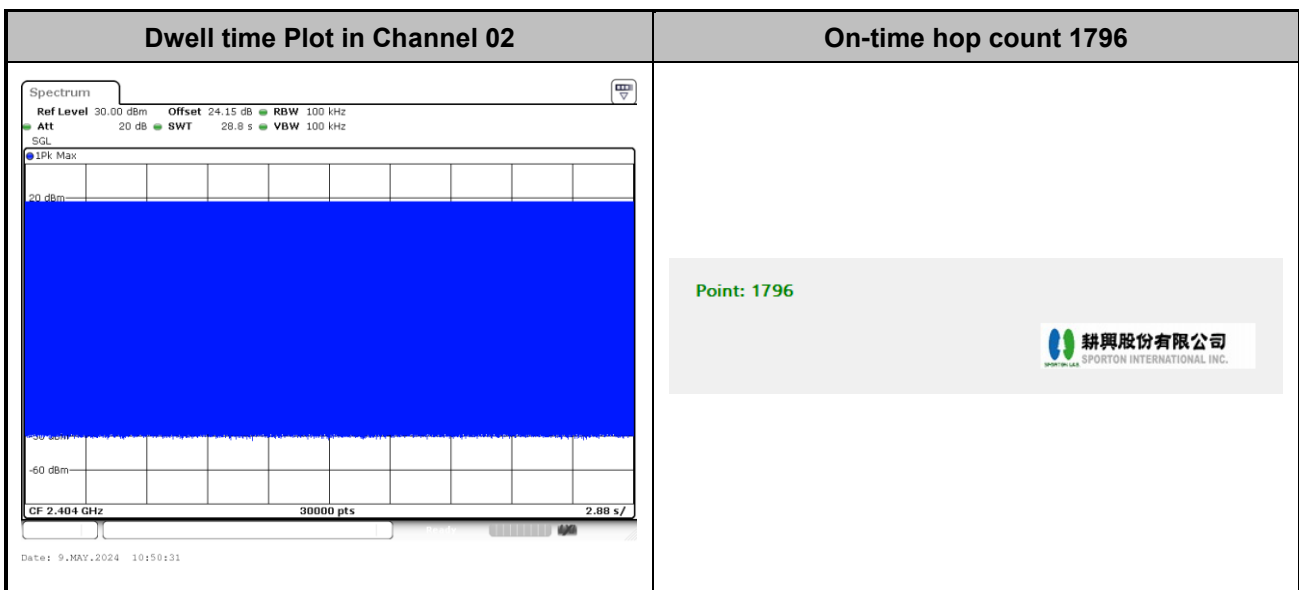 Dwell time Plot in Channel 02
On-time hop count 1796
Spectrum
Ref Level 30.00 dBm Offset 24.15 dB RBW 100 kHz
Att 20 dB SWT 28.8 s VBW 100 kHz
SGL
1Pk Max
20 dBm
-60 dBm
CF 2.404 GHz 30000 pts 2.88 s/
Date: 9.MAY.2024 10:50:31
Point: 1796
耕興股份有限公司
SPORTON INTERNATIONAL INC.
SPORTON LAB.